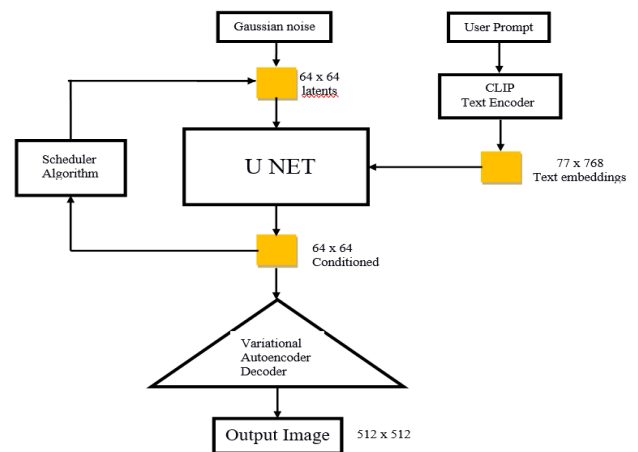 Gaussian noise
User Prompt
64 x 64
latents
CLIP
Text Encoder
Scheduler
Algorithm
U NET
77 x 768
Text embeddings
64 x 64
Conditioned
Variational
Autoencoder
Decoder
Output Image
512 x 512